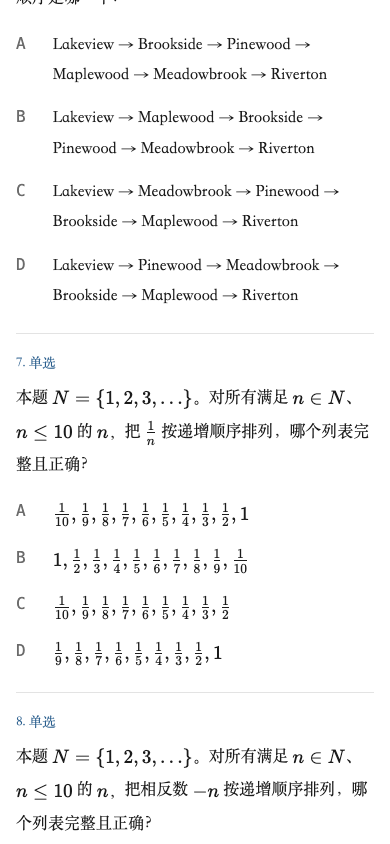 A Lakeview → Brookside → Pinewood →
Maplewood → Meadowbrook → Riverton
B Lakeview → Maplewood → Brookside →
Pinewood → Meadowbrook → Riverton
C Lakeview → Meadowbrook → Pinewood →
Brookside → Maplewood → Riverton
D Lakeview → Pinewood → Meadowbrook →
Brookside → Maplewood → Riverton
7. 单选
本题 N = {1, 2, 3, . . .}。对所有满足 n ∈ N、
n ≤ 10 的 n，把 1/n 按递增顺序排列，哪个列表完
整且正确？
A 1/10, 1/9, 1/8, 1/7, 1/6, 1/5, 1/4, 1/3, 1/2, 1
B 1, 1/2, 1/3, 1/4, 1/5, 1/6, 1/7, 1/8, 1/9, 1/10
C 1/10, 1/9, 1/8, 1/7, 1/6, 1/5, 1/4, 1/3, 1/2
D 1/9, 1/8, 1/7, 1/6, 1/5, 1/4, 1/3, 1/2, 1
8. 单选
本题 N = {1, 2, 3, . . .}。对所有满足 n ∈ N、
n ≤ 10 的 n，把相反数 −n 按递增顺序排列，哪
个列表完整且正确？